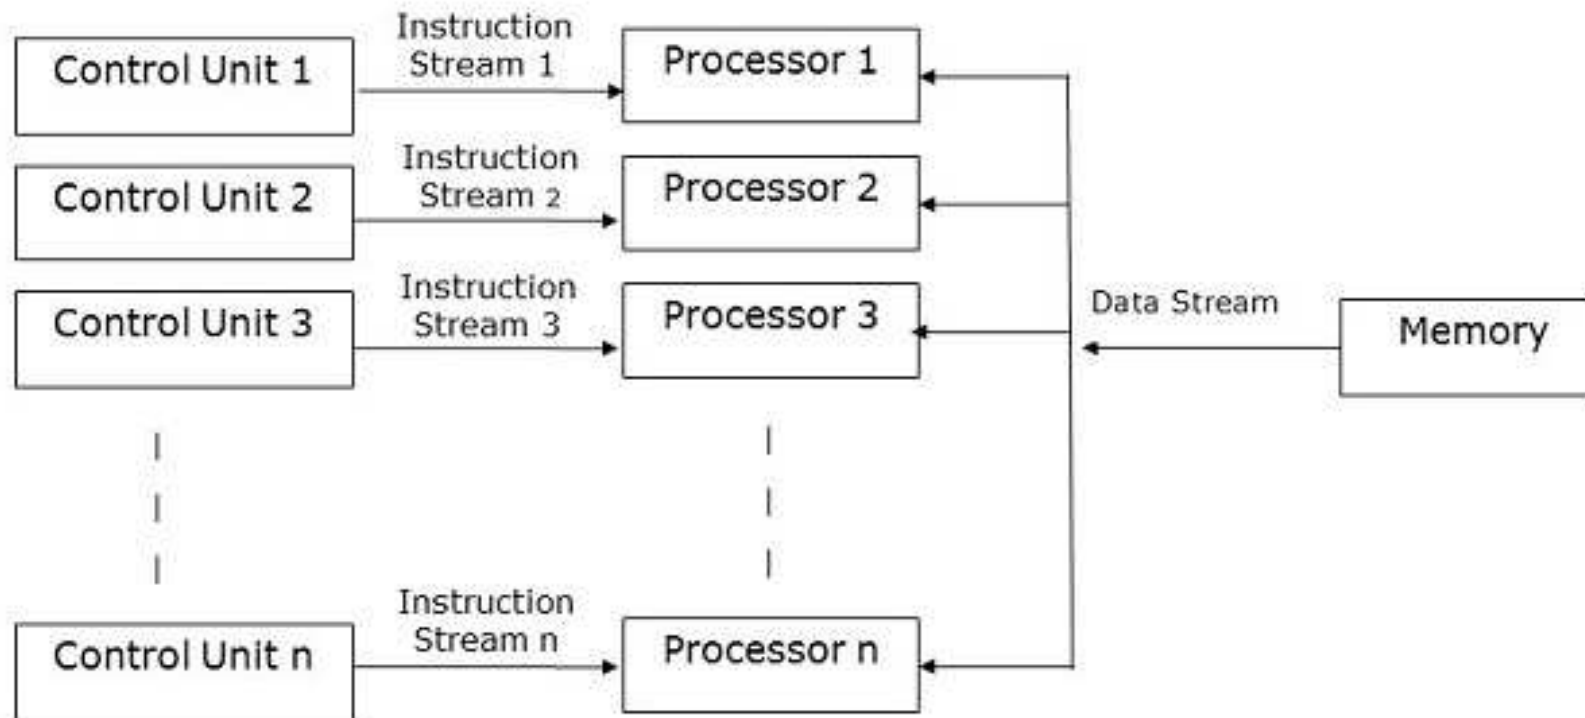 Control Unit 1
Instruction
Stream 1
Processor 1
Control Unit 2
Instruction
Stream 2
Processor 2
Control Unit 3
Instruction
Stream 3
Processor 3
Data Stream
Memory
Control Unit n
Instruction
Stream n
Processor n